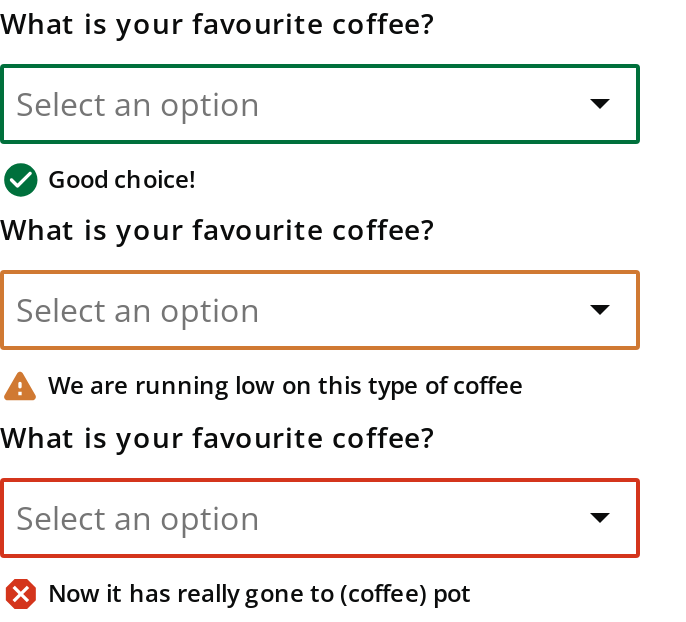 What is your favourite coffee?
Select an option
Good choice!
What is your favourite coffee?
Select an option
We are running low on this type of coffee
What is your favourite coffee?
Select an option
Now it has really gone to (coffee) pot